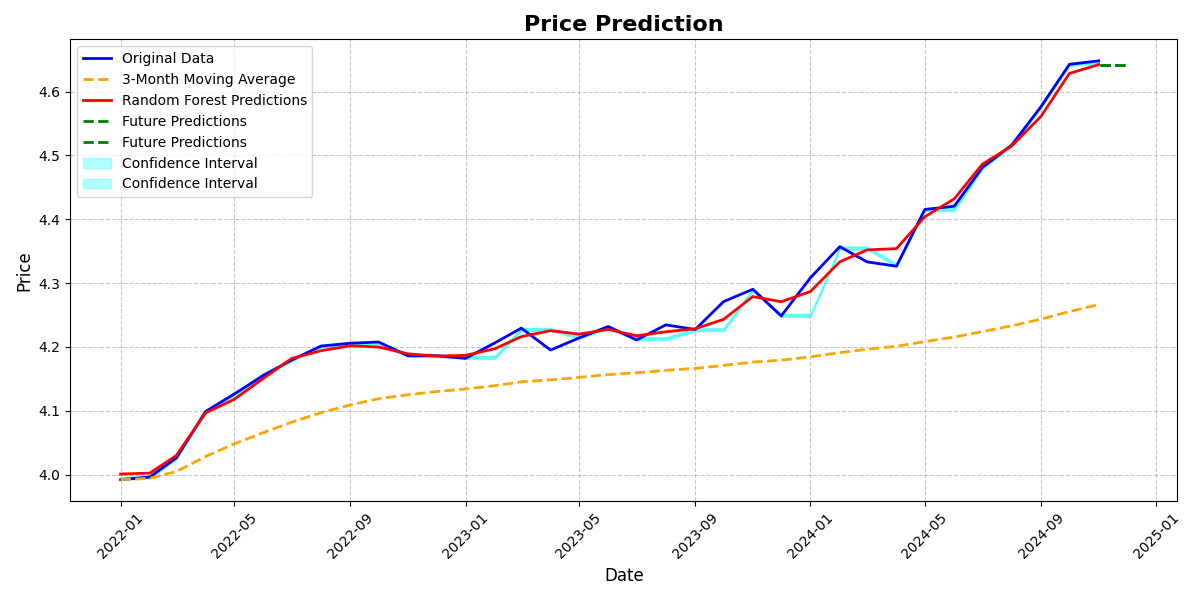 Price Prediction
Original Data
3-Month Moving Average
Random Forest Predictions
Future Predictions
Future Predictions
Confidence Interval
Confidence Interval
Price
4.6
4.5
4.4
4.3
4.2
4.1
4.0
2022-01
2022-05
2022-09
2023-01
2023-05
2023-09
2024-01
2024-05
2024-09
2025-01
Date